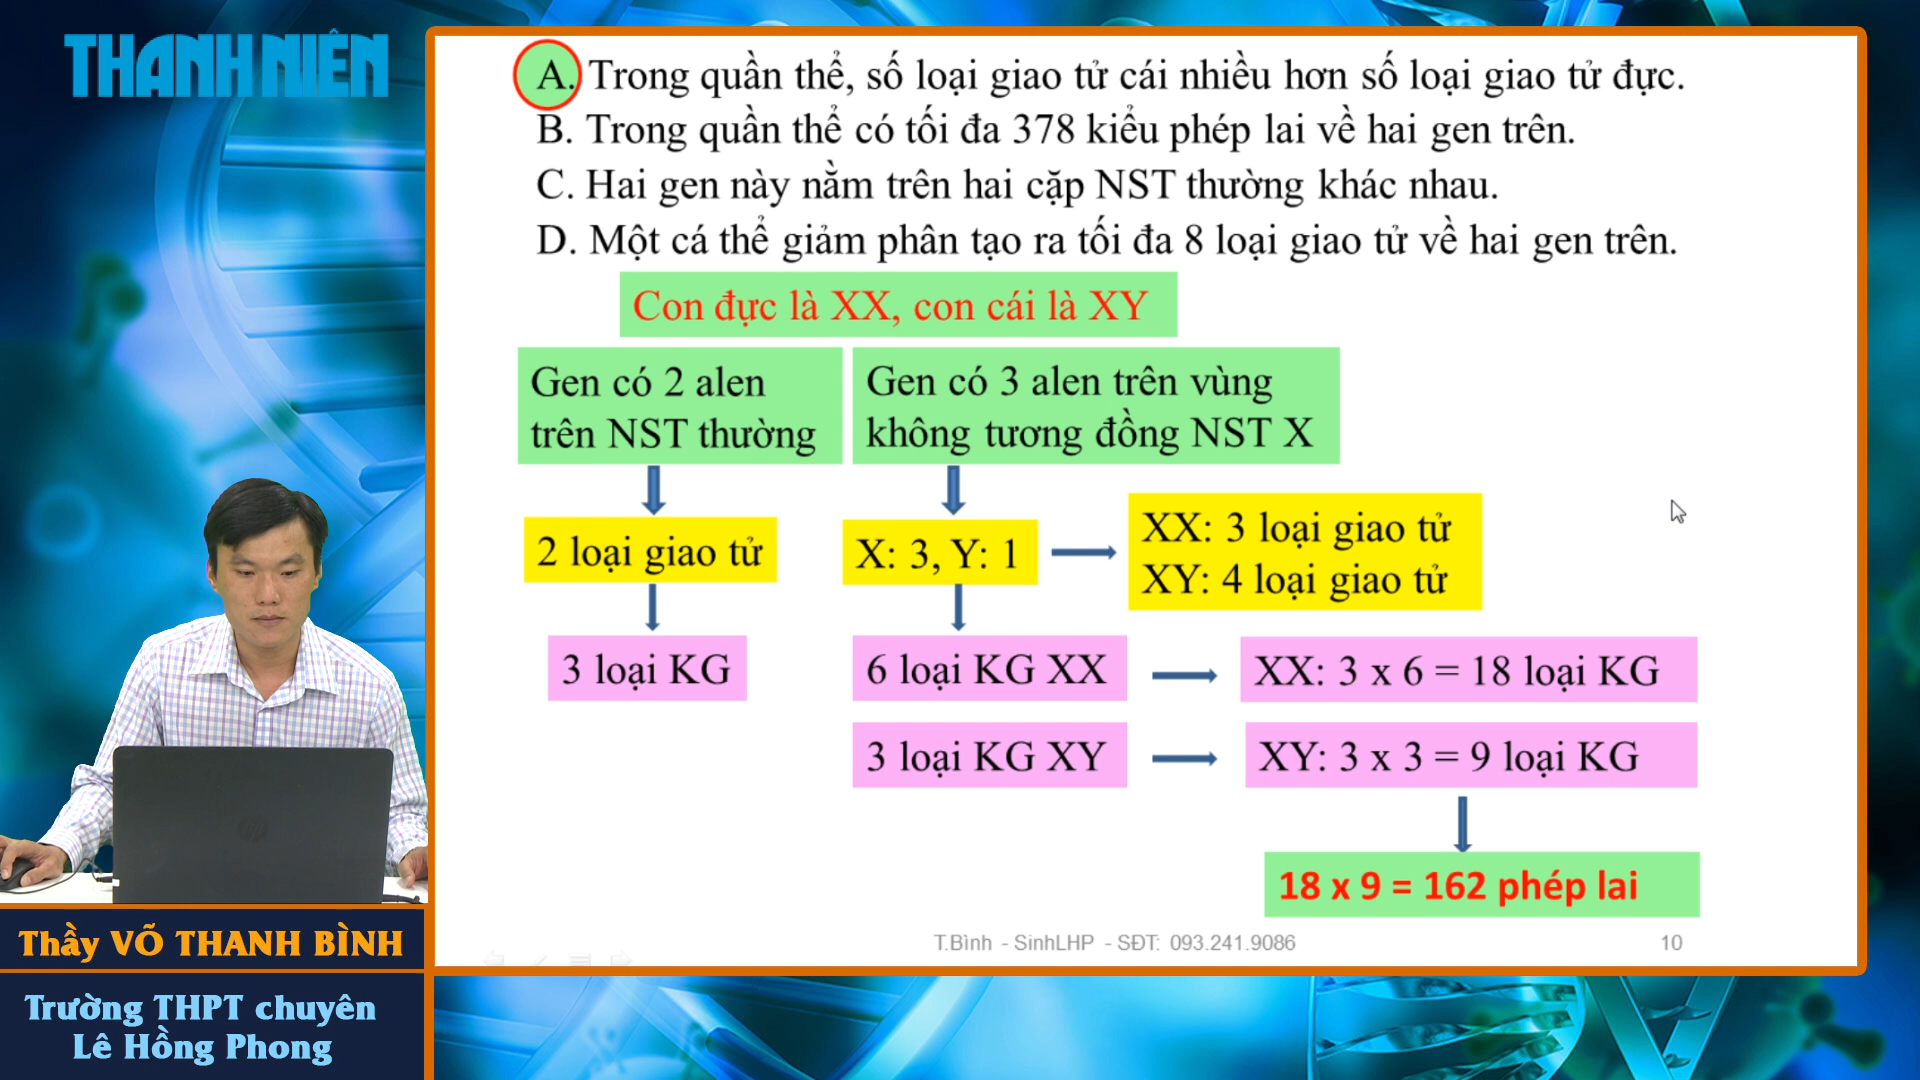 THANH NIÊN
A. Trong quần thể, số loại giao tử cái nhiều hơn số loại giao tử đực.
B. Trong quần thể có tối đa 378 kiểu phép lai về hai gen trên.
C. Hai gen này nằm trên hai cặp NST thường khác nhau.
D. Một cá thể giảm phân tạo ra tối đa 8 loại giao tử về hai gen trên.
Con đực là XX, con cái là XY
Gen có 2 alen
trên NST thường
Gen có 3 alen trên vùng
không tương đồng NST X
2 loại giao tử
X: 3, Y: 1
XX: 3 loại giao tử
XY: 4 loại giao tử
3 loại KG
6 loại KG XX
XX: 3 x 6 = 18 loại KG
3 loại KG XY
XY: 3 x 3 = 9 loại KG
18 x 9 = 162 phép lai
T.Bình - SinhLHP - SĐT: 093.241.9086
10
Thầy VÕ THANH BÌNH
Trường THPT chuyên
Lê Hồng Phong